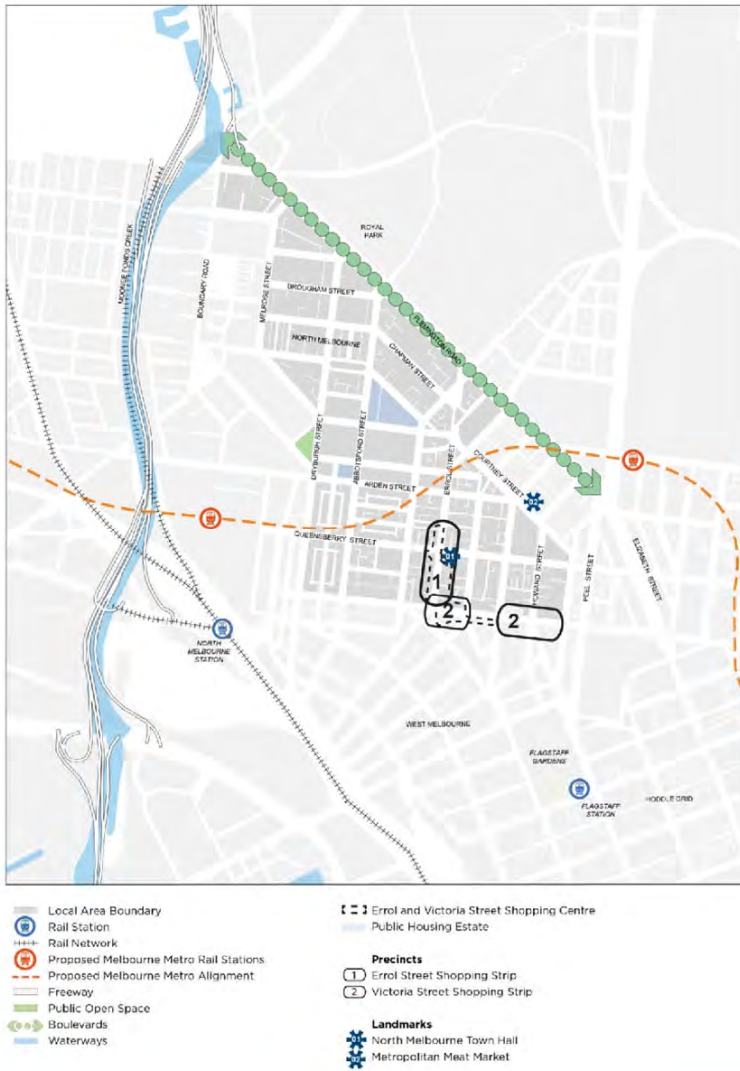 ROYAL
PARK
MOONEE PONDS CREEK
BOUNDARY ROAD
MELROSE STREET
BROUGHAM STREET
FLEMINGTON ROAD
NORTH MELBOURNE
CHAPMAN STREET
DRYBURGH STREET
ABBOTSFORD STREET
ERROL STREET
COURTNEY STREET
02
ARDEN STREET
QUEENSBERRY STREET
01
1
HOWARD STREET
PEEL STREET
ELIZABETH STREET
2
2
NORTH
MELBOURNE
STATION
WEST MELBOURNE
FLAGSTAFF
GARDENS
FLAGSTAFF
STATION
HODDLE GRID
Local Area Boundary
Rail Station
Rail Network
Proposed Melbourne Metro Rail Stations
Proposed Melbourne Metro Alignment
Freeway
Public Open Space
Boulevards
Waterways
Errol and Victoria Street Shopping Centre
Public Housing Estate
Precincts
1 Errol Street Shopping Strip
2 Victoria Street Shopping Strip
Landmarks
01 North Melbourne Town Hall
02 Metropolitan Meat Market